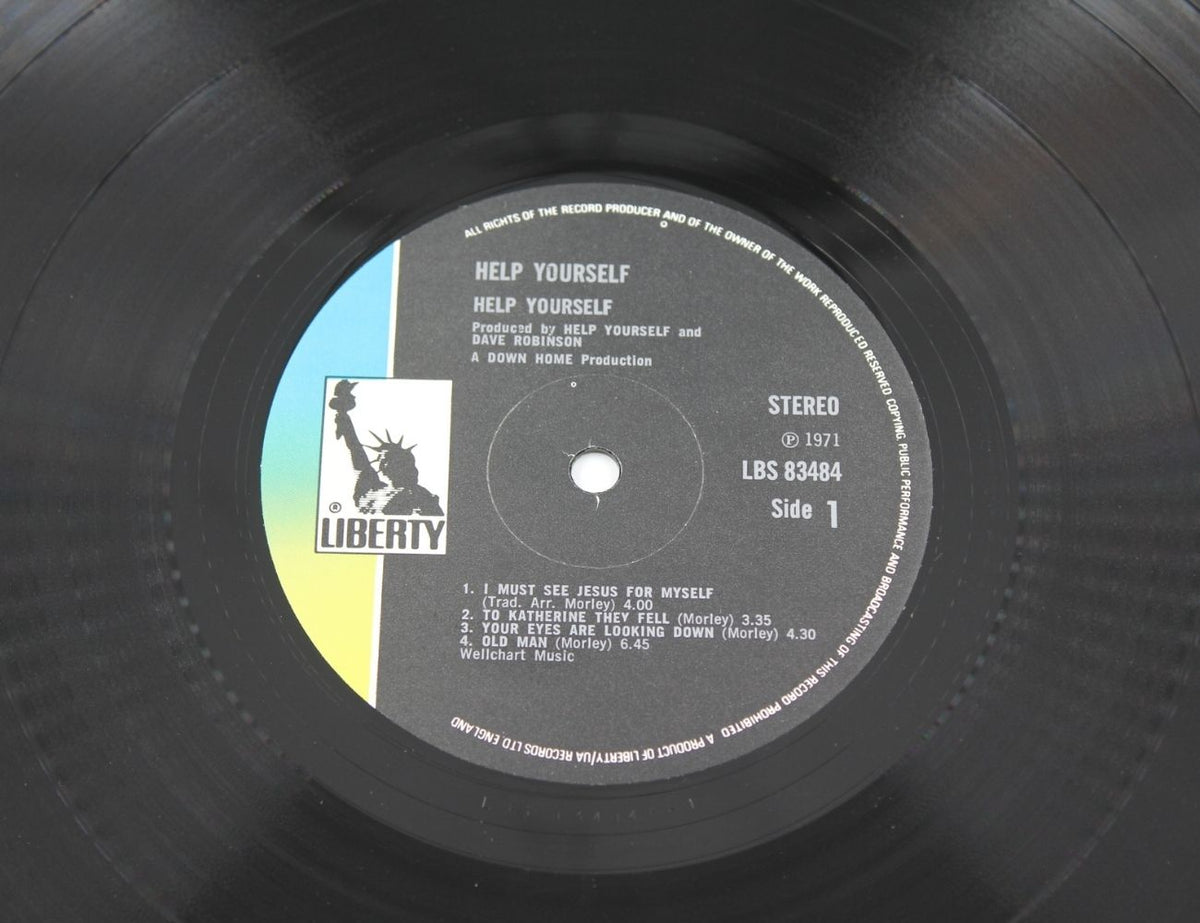 ALL RIGHTS OF THE RECORD PRODUCER AND OF THE OWNER OF THE WORK REPRODUCED RESERVED COPYING, PUBLIC PERFORMANCE AND BROADCASTING OF THIS RECORD PROHIBITED A PRODUCT OF LIBERTY/UA RECORDS LTD. ENGLAND
HELP YOURSELF
HELP YOURSELF
Produced by HELP YOURSELF and
DAVE ROBINSON
A DOWN HOME Production
STEREO
℗ 1971
LBS 83484
Side 1
®
LIBERTY
1. I MUST SEE JESUS FOR MYSELF
(Trad. Arr. Morley) 4.00
2. TO KATHERINE THEY FELL (Morley) 3.35
3. YOUR EYES ARE LOOKING DOWN (Morley) 4.30
4. OLD MAN (Morley) 6.45
Wellchart Music